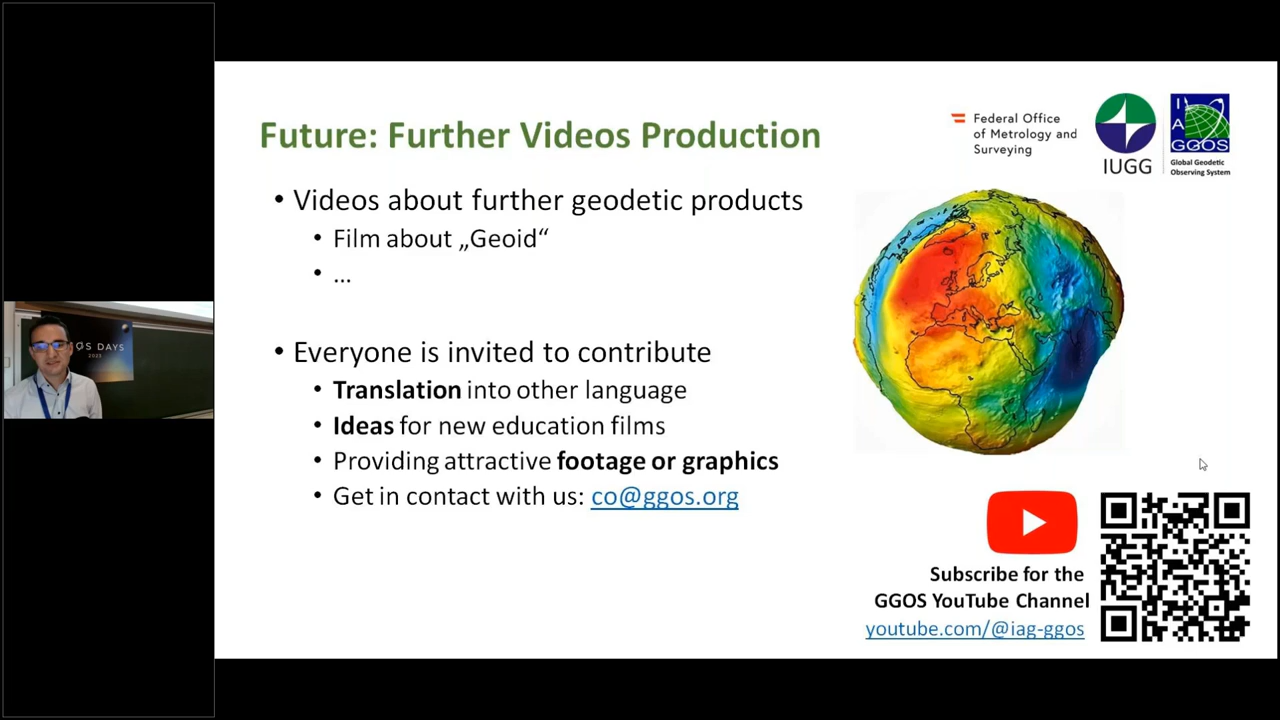 Future: Further Videos Production
Federal Office
of Metrology and
Surveying
IUGG
I
A
G
GGOS
Global Geodetic
Observing System
• Videos about further geodetic products
• Film about „Geoid“
• ...
• Everyone is invited to contribute
• Translation into other language
• Ideas for new education films
• Providing attractive footage or graphics
• Get in contact with us: co@ggos.org
Subscribe for the
GGOS YouTube Channel
youtube.com/@iag-ggos
OS DAYS